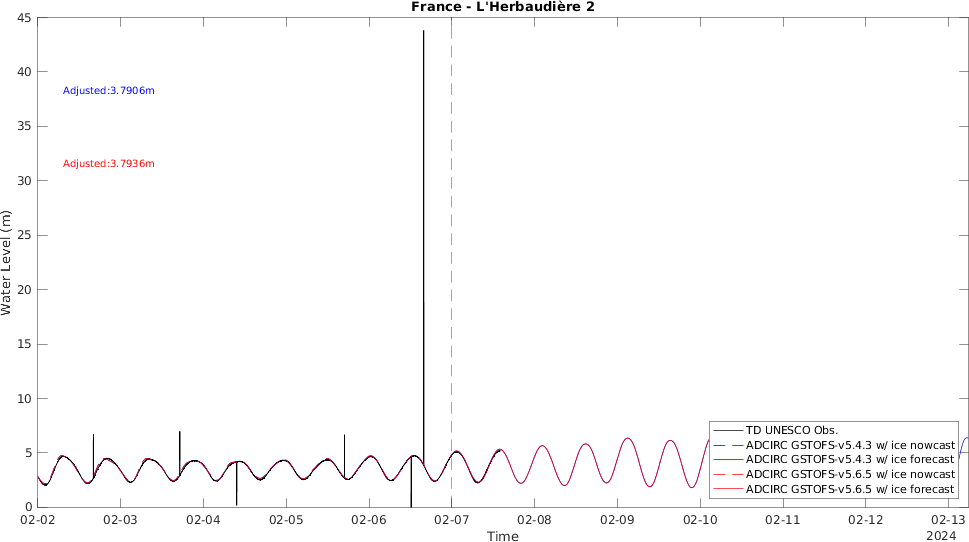 France - L'Herbaudière 2
45
40
35
30
25
20
15
10
5
0
Water Level (m)
Adjusted:3.7906m
Adjusted:3.7936m
TD UNESCO Obs.
ADCIRC GSTOFS-v5.4.3 w/ ice nowcast
ADCIRC GSTOFS-v5.4.3 w/ ice forecast
ADCIRC GSTOFS-v5.6.5 w/ ice nowcast
ADCIRC GSTOFS-v5.6.5 w/ ice forecast
02-02 02-03 02-04 02-05 02-06 02-07 02-08 02-09 02-10 02-11 02-12 02-13
Time
2024